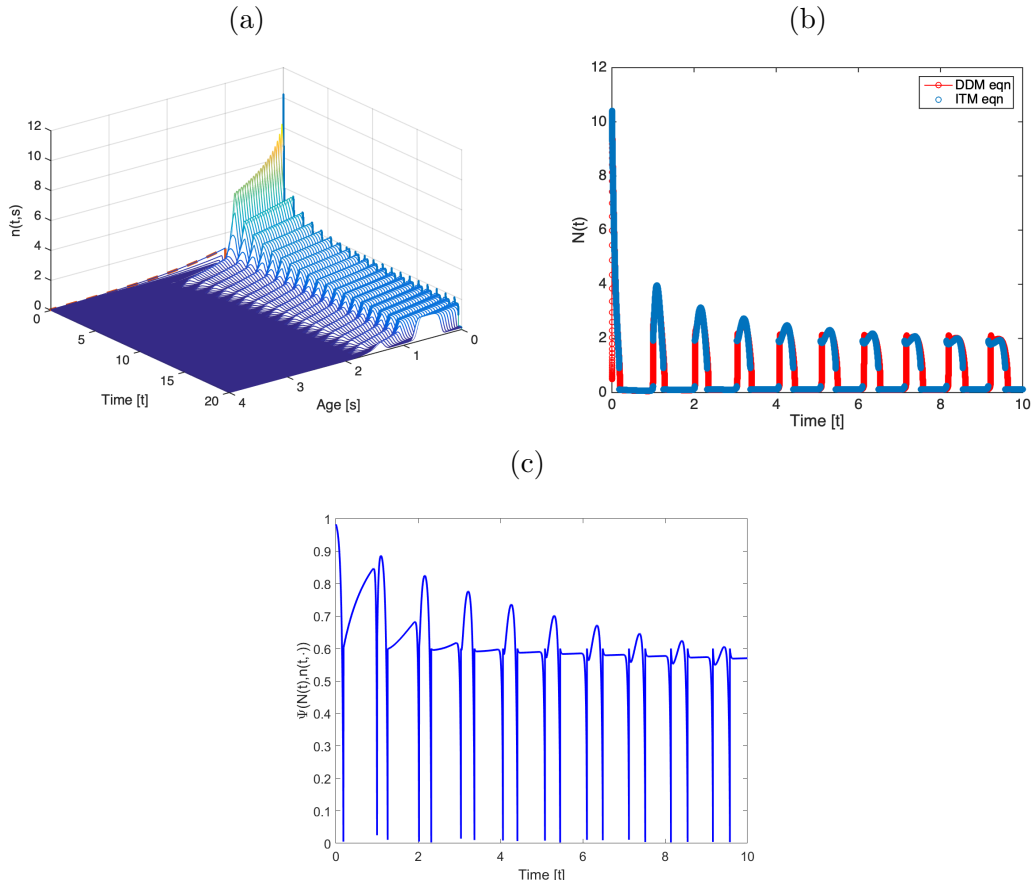 (a)
12
10
8
6
4
2
0
n(t,s)
0
5
10
15
20
Time [t]
4
3
2
1
0
Age [s]
(b)
12
10
8
6
4
2
0
N(t)
DDM eqn
ITM eqn
0 2 4 6 8 10
Time [t]
(c)
1
0.9
0.8
0.7
0.6
0.5
0.4
0.3
0.2
0.1
0
Ψ(N(t),n(t,·))
0 2 4 6 8 10
Time [t]